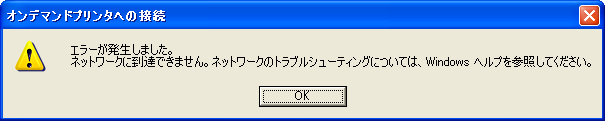 オンデマンドプリンタへの接続
エラーが発生しました。
ネットワークに到達できません。ネットワークのトラブルシューティングについては、Windows ヘルプを参照してください。
OK